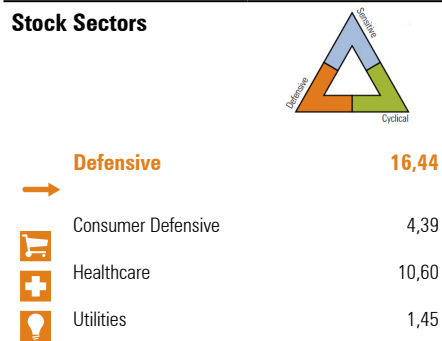 Stock Sectors
Sensitive
Defensive
Cyclical
Defensive 16,44
Consumer Defensive 4,39
Healthcare 10,60
Utilities 1,45